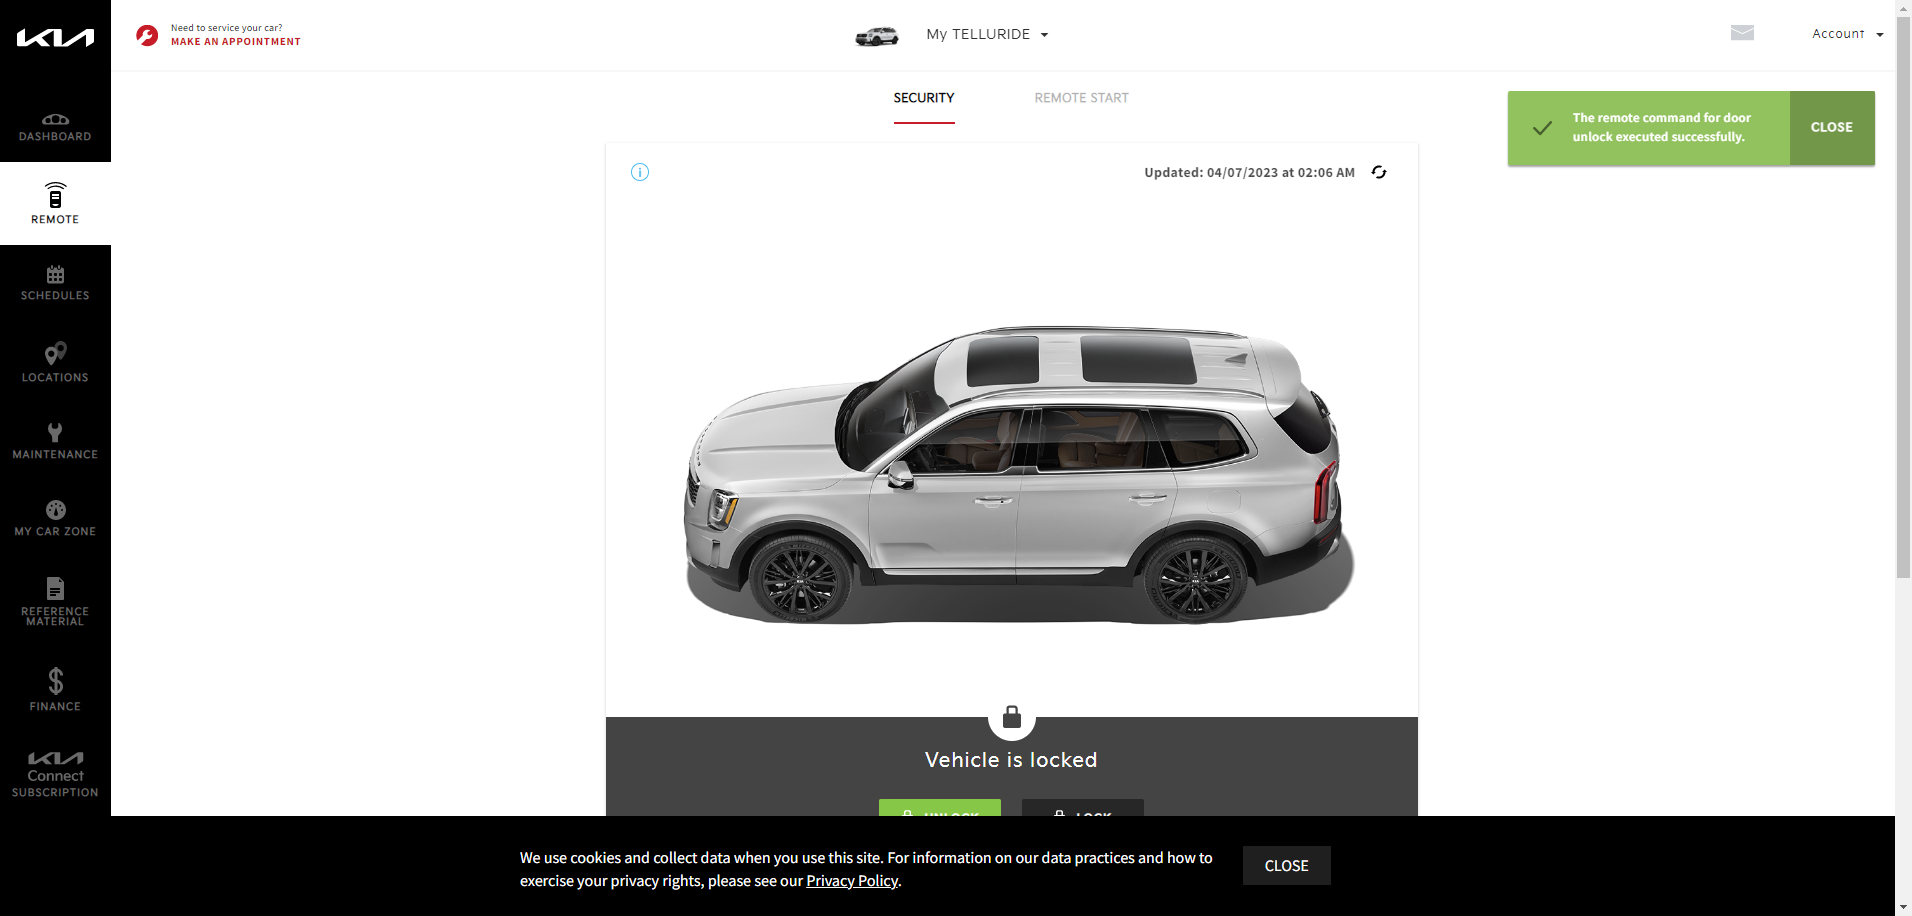 KIA
Need to service your car?
MAKE AN APPOINTMENT
My TELLURIDE
Account
DASHBOARD
REMOTE
SCHEDULES
LOCATIONS
MAINTENANCE
MY CAR ZONE
REFERENCE
MATERIAL
FINANCE
KIA
Connect
SUBSCRIPTION
SECURITY
REMOTE START
The remote command for door
unlock executed successfully.
CLOSE
Updated: 04/07/2023 at 02:06 AM
Vehicle is locked
UNLOCK
LOCK
We use cookies and collect data when you use this site. For information on our data practices and how to
exercise your privacy rights, please see our Privacy Policy.
CLOSE